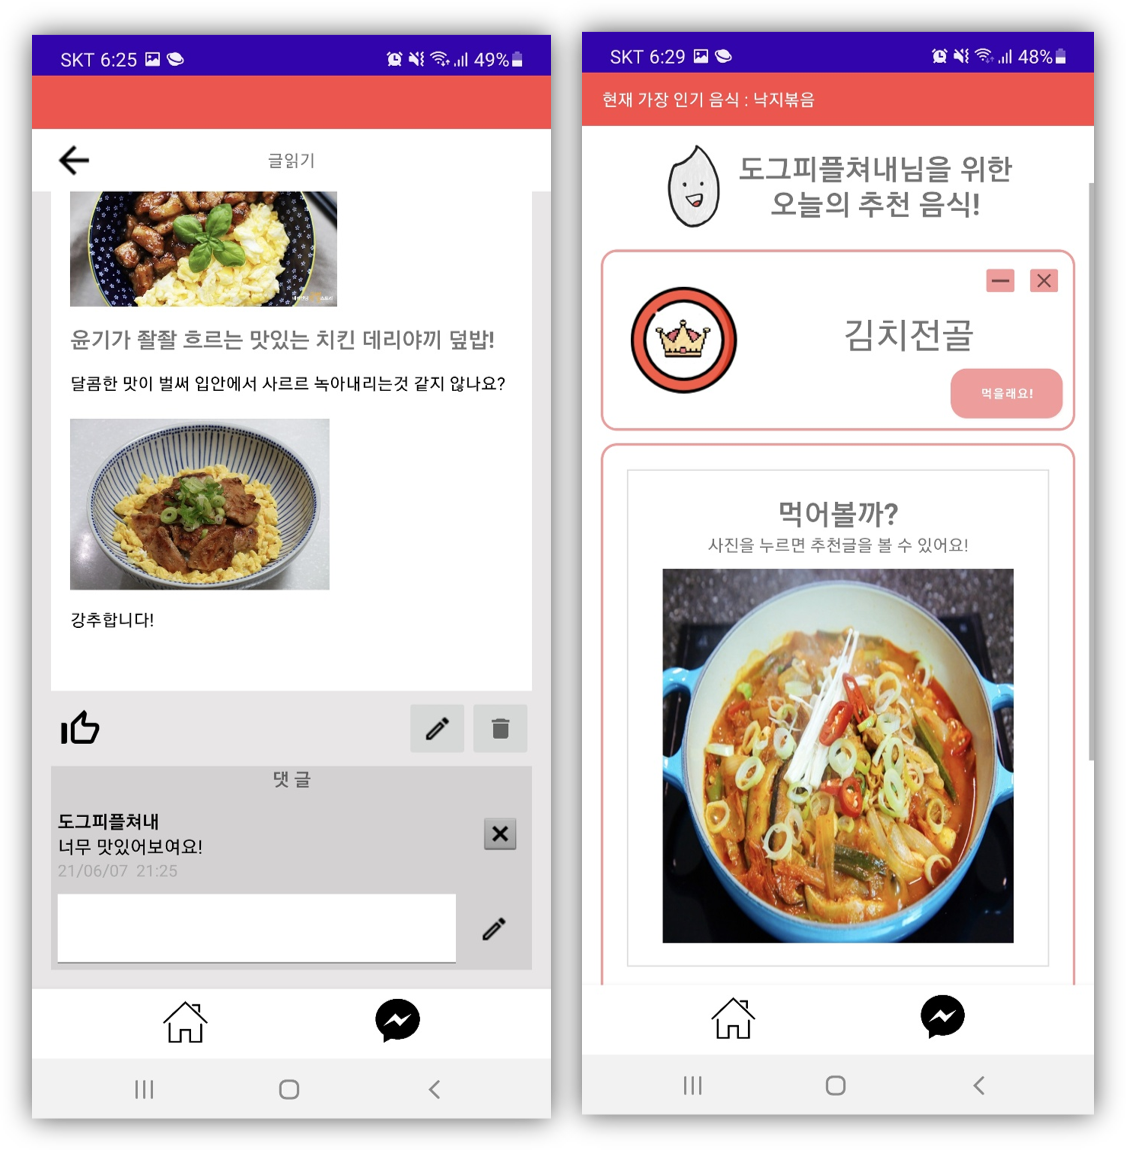 SKT 6:25
49%
글읽기
윤기가 좔좔 흐르는 맛있는 치킨 데리야끼 덮밥!
달콤한 맛이 벌써 입안에서 사르르 녹아내리는것 같지 않나요?
강추합니다!
댓 글
도그피플쳐내
너무 맛있어보여요!
21/06/07 21:25
SKT 6:29
48%
현재 가장 인기 음식 : 낙지볶음
도그피플쳐내님을 위한
오늘의 추천 음식!
김치전골
먹을래요!
먹어볼까?
사진을 누르면 추천글을 볼 수 있어요!